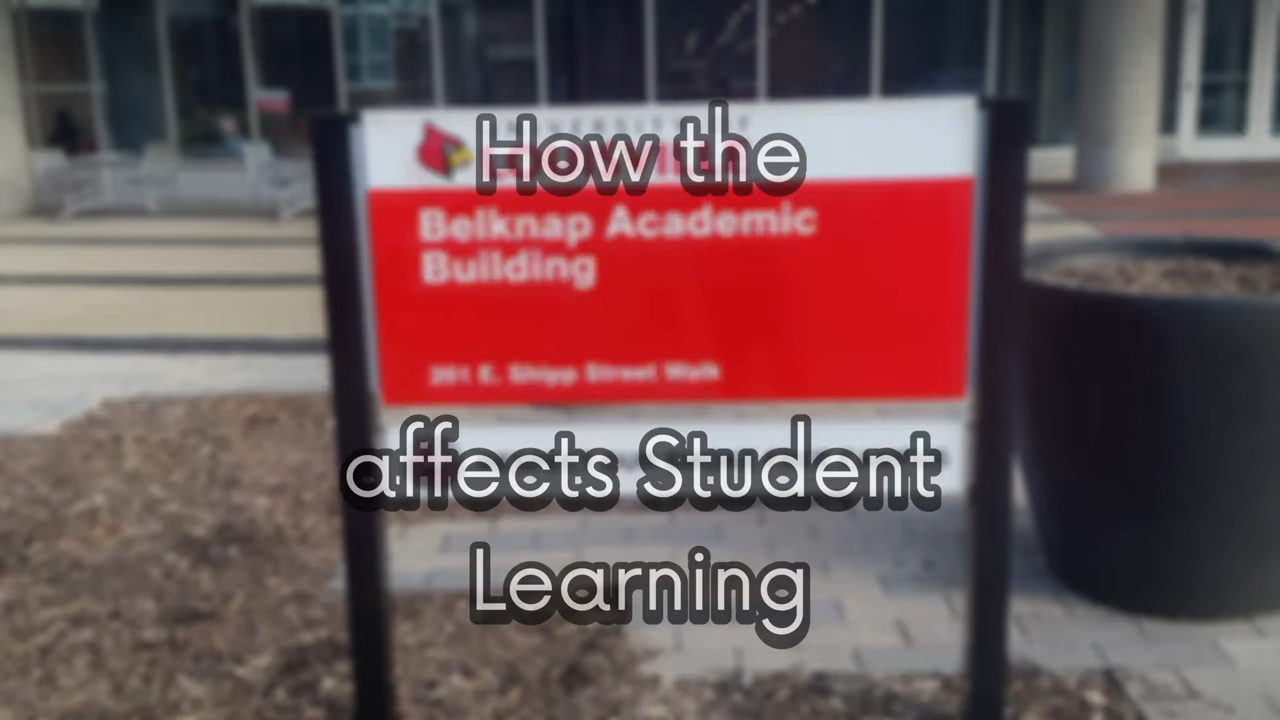 How the
Belknap Academic
Building
201 E. Shipp Street Walk
affects Student
Learning